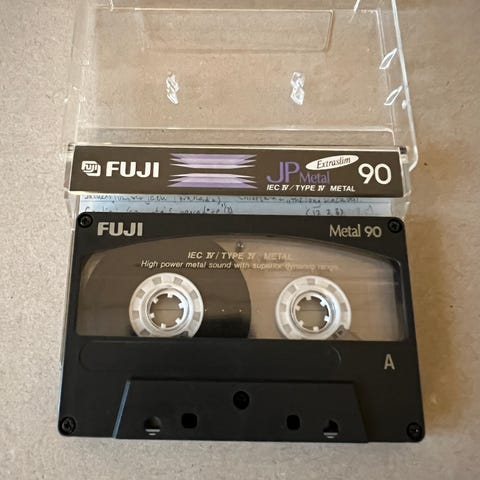 FUJI
FUJI
JP Metal
Extraslim
IEC IV/TYPE IV METAL
90
FUJI
Metal 90
IEC IV/TYPE IV METAL
High power metal sound with superior dynamic range.
A